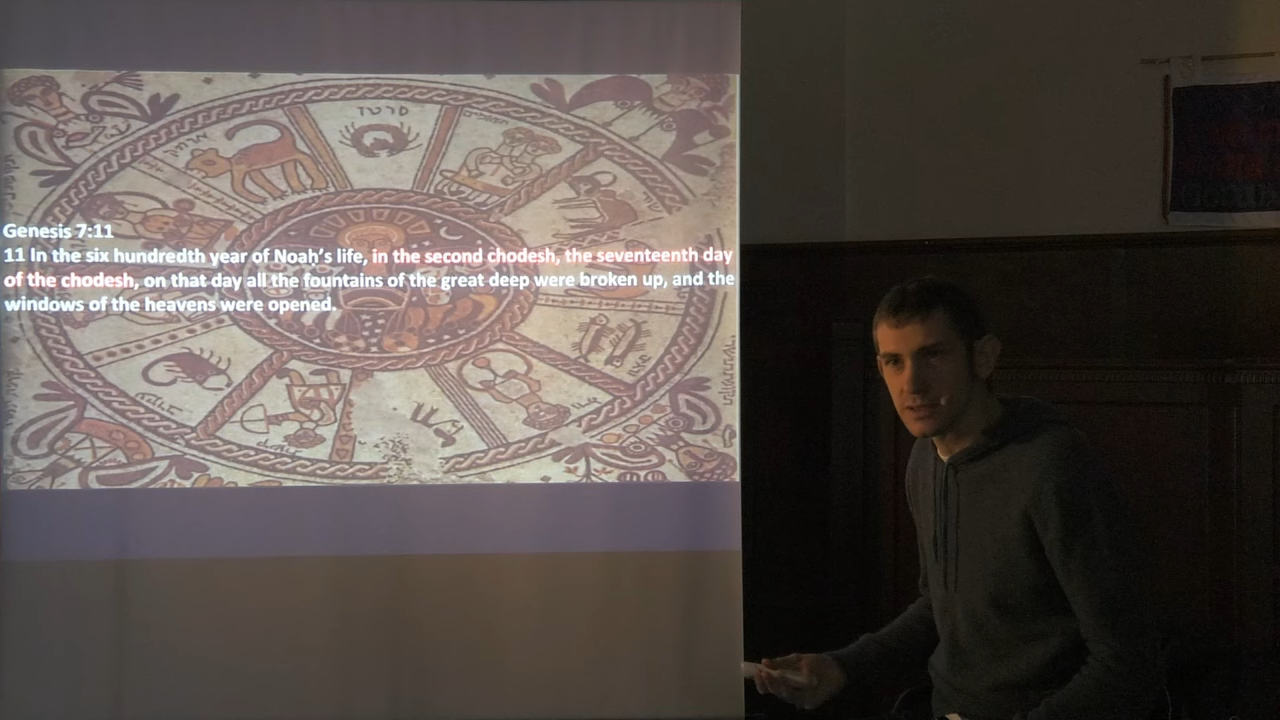 סרטן
Genesis 7:11
11 In the six hundredth year of Noah's life, in the second chodesh, the seventeenth day
of the chodesh, on that day all the fountains of the great deep were broken up, and the
windows of the heavens were opened.